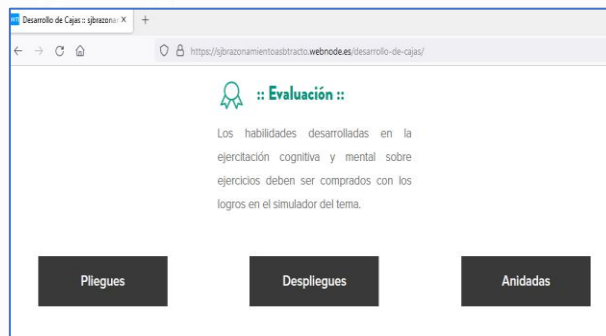 Desarrollo de Cajas :: sjbrazona
https://sjbrazonamientoasbtracto.webnode.es/desarrollo-de-cajas/
:: Evaluación ::
Los habilidades desarrolladas en la
ejercitación cognitiva y mental sobre
ejercicios deben ser comprados con los
logros en el simulador del tema.
Pliegues Despliegues Anidadas